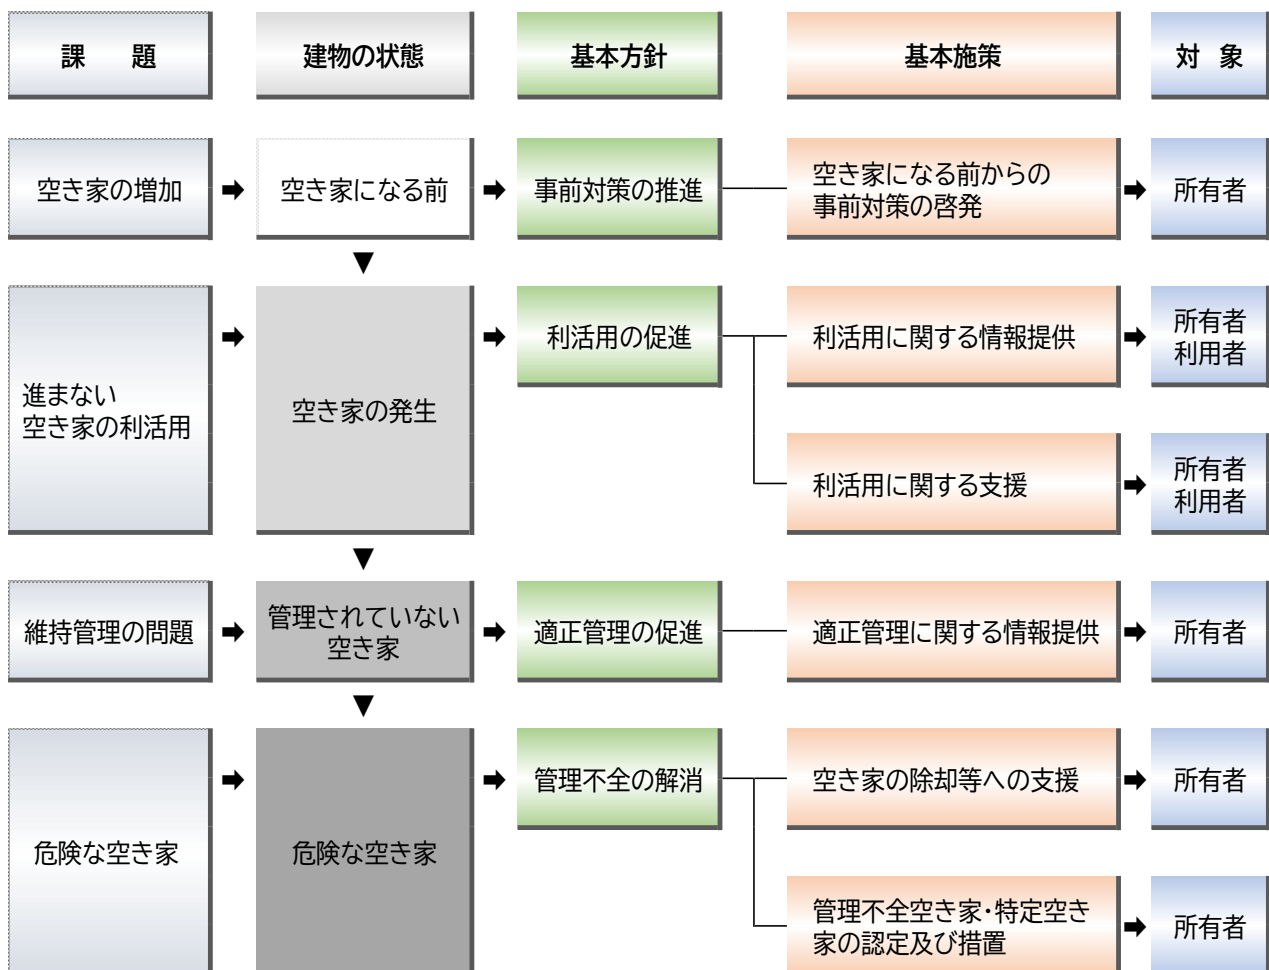 課　題
建物の状態
基本方針
基本施策
対　象
空き家の増加
空き家になる前
事前対策の推進
空き家になる前からの
事前対策の啓発
所有者
進まない
空き家の利活用
空き家の発生
利活用の促進
利活用に関する情報提供
所有者
利用者
利活用に関する支援
所有者
利用者
維持管理の問題
管理されていない
空き家
適正管理の促進
適正管理に関する情報提供
所有者
危険な空き家
危険な空き家
管理不全の解消
空き家の除却等への支援
所有者
管理不全空き家・特定空き
家の認定及び措置
所有者